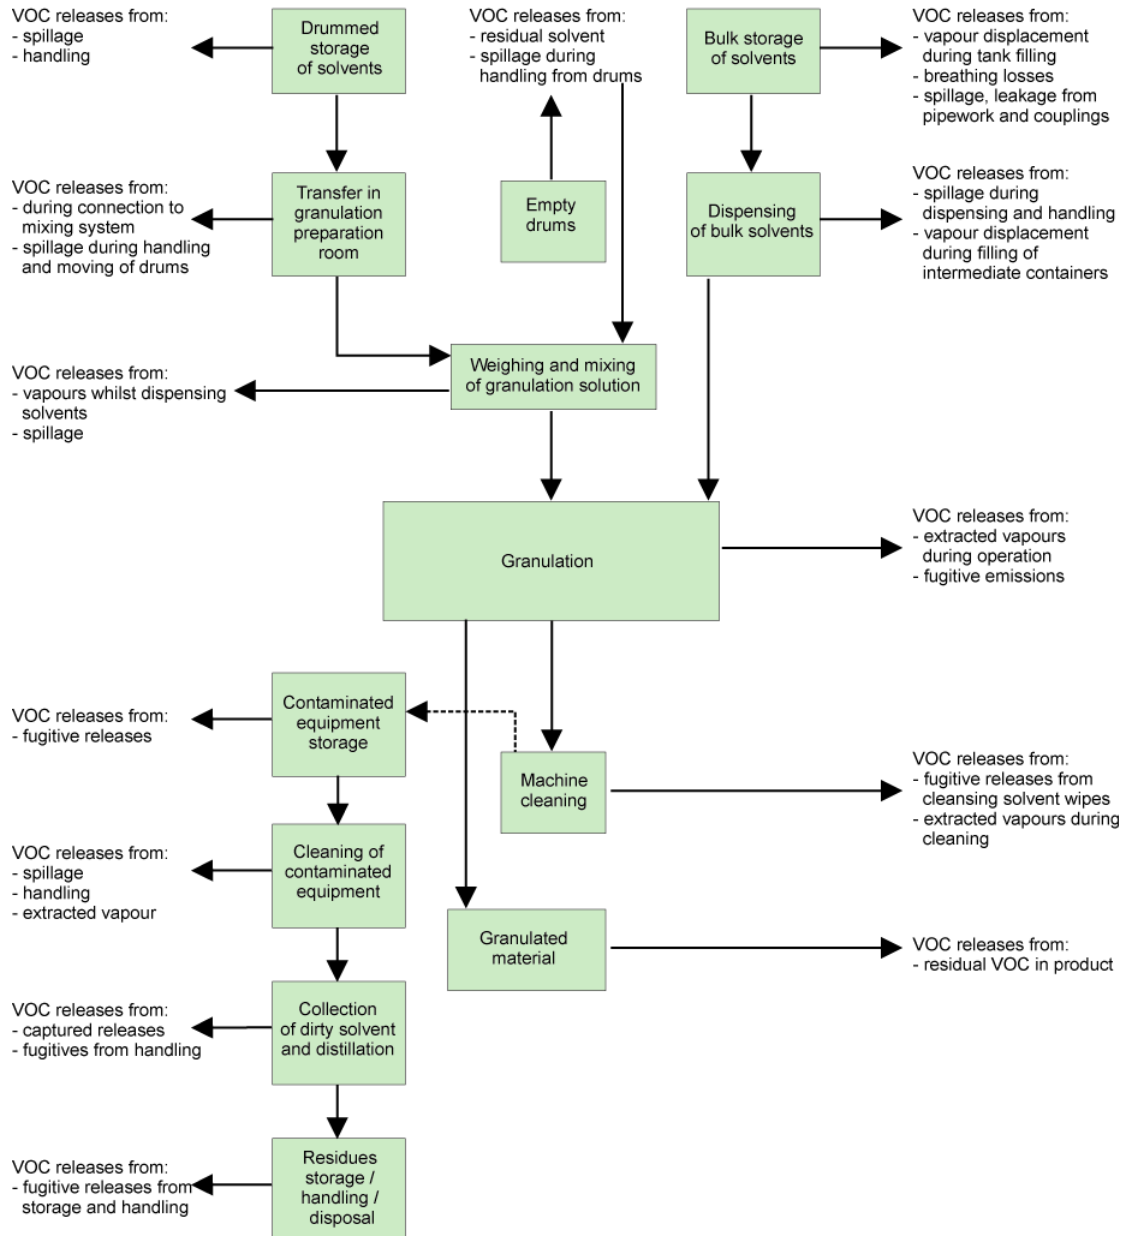 VOC releases from:
- spillage
- handling
Drummed
storage
of solvents
VOC releases from:
- residual solvent
- spillage during
handling from drums
Bulk storage
of solvents
VOC releases from:
- vapour displacement
during tank filling
- breathing losses
- spillage, leakage from
pipework and couplings
VOC releases from:
- during connection to
mixing system
- spillage during handling
and moving of drums
Transfer in
granulation
preparation
room
Empty
drums
Dispensing
of bulk solvents
VOC releases from:
- spillage during
dispensing and handling
- vapour displacement
during filling of
intermediate containers
VOC releases from:
- vapours whilst dispensing
solvents
- spillage
Weighing and mixing
of granulation solution
Granulation
VOC releases from:
- extracted vapours
during operation
- fugitive emissions
VOC releases from:
- fugitive releases
Contaminated
equipment
storage
Machine
cleaning
VOC releases from:
- fugitive releases from
cleansing solvent wipes
- extracted vapours during
cleaning
VOC releases from:
- spillage
- handling
- extracted vapour
Cleaning of
contaminated
equipment
Granulated
material
VOC releases from:
- residual VOC in product
VOC releases from:
- captured releases
- fugitives from handling
Collection
of dirty solvent
and distillation
VOC releases from:
- fugitive releases from
storage and handling
Residues
storage /
handling /
disposal